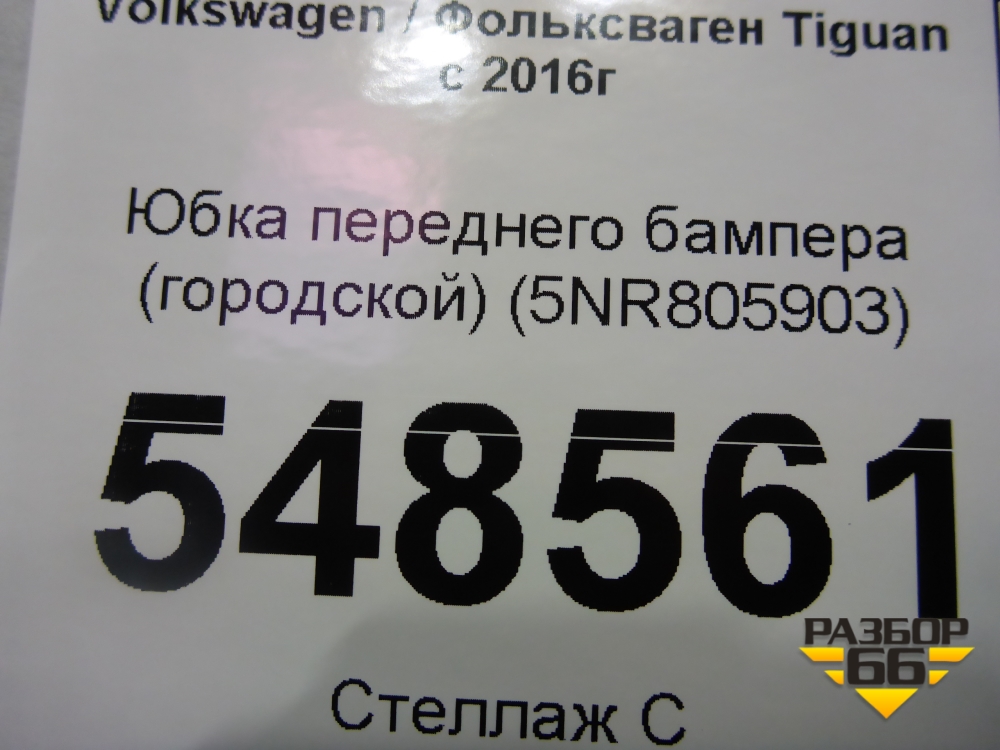 Volkswagen / Фольксваген Tiguan
с 2016г
Юбка переднего бампера
(городской) (5NR805903)
548561
РАЗБОР
66
Стеллаж С